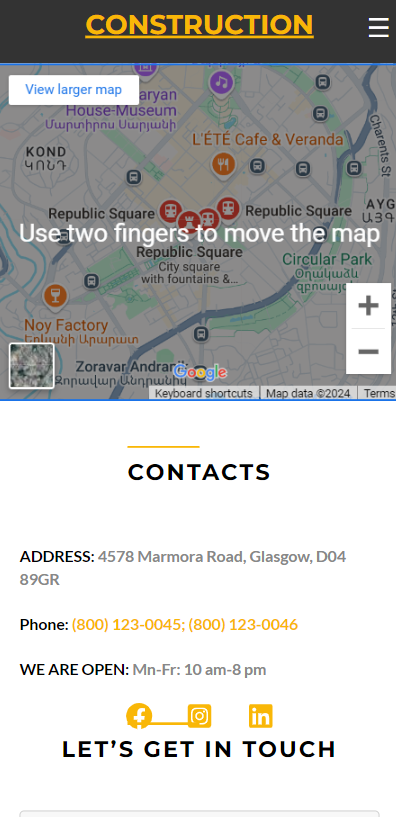 CONSTRUCTION
View larger map
aryan
House-Museum
Մարտիրոս Սարյանի
L'ÉTÉ Cafe & Veranda
Charents St
KOND
ԿՈՆԴ
Republic Square
Republic Square
AYG
ԱՅԳ
Use two fingers to move the map
Republic Square
City square
with fountains &...
Circular Park
Օղակաձև
զբոսայգի
Noy Factory
Երևանի Արարատ
Zoravar Andranik
Զորավար Անդրանիկ
Google
Keyboard shortcuts
Map data ©2024
Terms
CONTACTS
ADDRESS: 4578 Marmora Road, Glasgow, D04
89GR
Phone: (800) 123-0045; (800) 123-0046
WE ARE OPEN: Mn-Fr: 10 am-8 pm
LET'S GET IN TOUCH